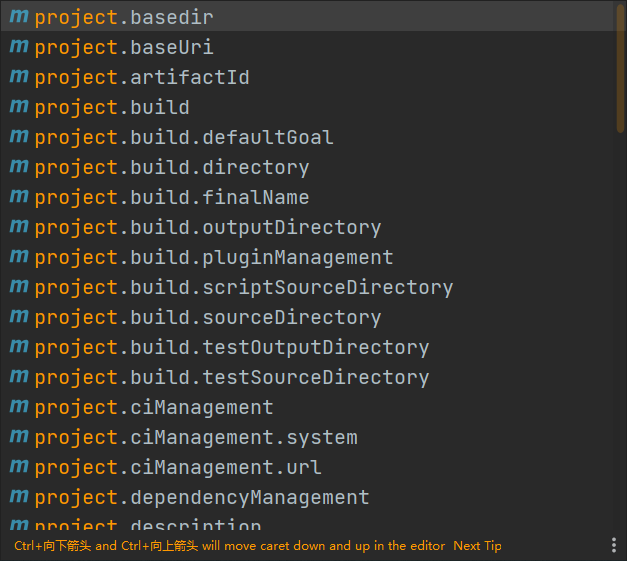 m project.basedir
m project.baseUri
m project.artifactId
m project.build
m project.build.defaultGoal
m project.build.directory
m project.build.finalName
m project.build.outputDirectory
m project.build.pluginManagement
m project.build.scriptSourceDirectory
m project.build.sourceDirectory
m project.build.testOutputDirectory
m project.build.testSourceDirectory
m project.ciManagement
m project.ciManagement.system
m project.ciManagement.url
m project.dependencyManagement
m project.description
Ctrl+向下箭头 and Ctrl+向上箭头 will move caret down and up in the editor Next Tip